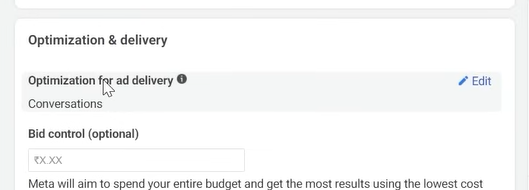 Optimization & delivery
Optimization for ad delivery
Edit
Conversations
Bid control (optional)
₹X.XX
Meta will aim to spend your entire budget and get the most results using the lowest cost